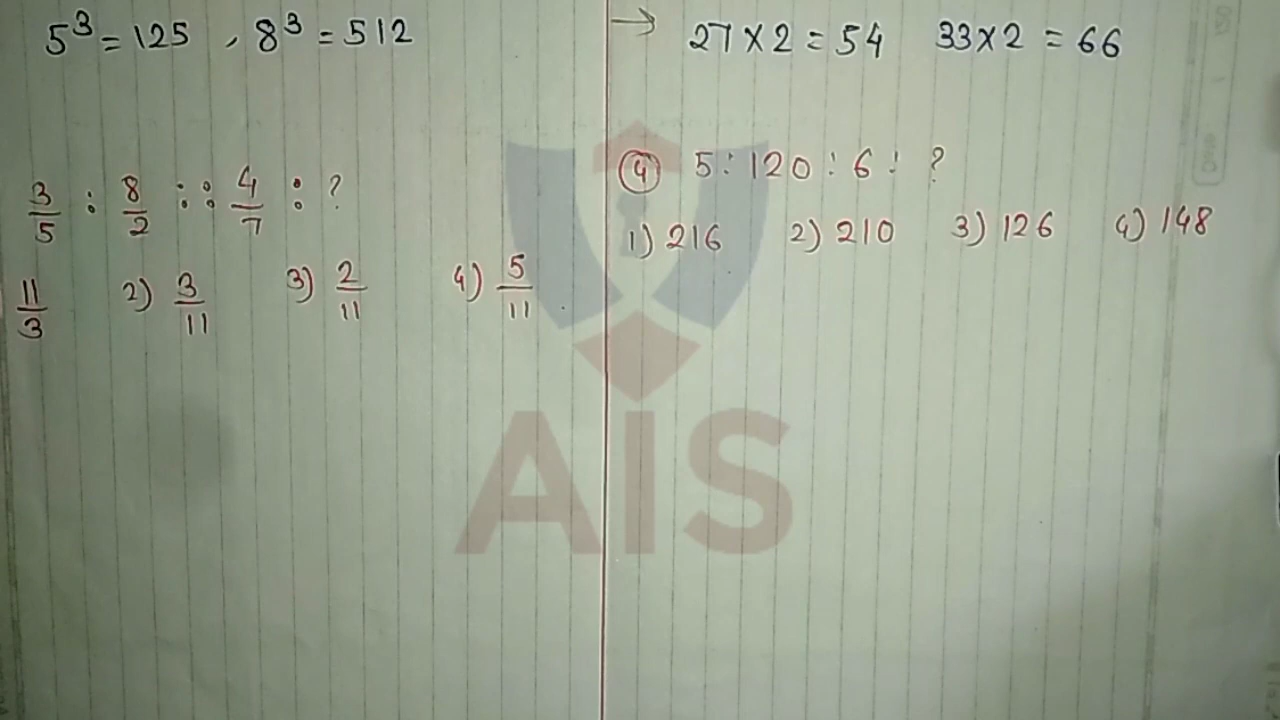 5³ = 125 , 8³ = 512
3/5 : 8/2 :: 4/7 : ?
11/3 2) 3/11 3) 2/11 4) 5/11
→ 27 × 2 = 54 33 × 2 = 66
④ 5 : 120 : 6 : ?
1) 216 2) 210 3) 126 4) 148
AIS